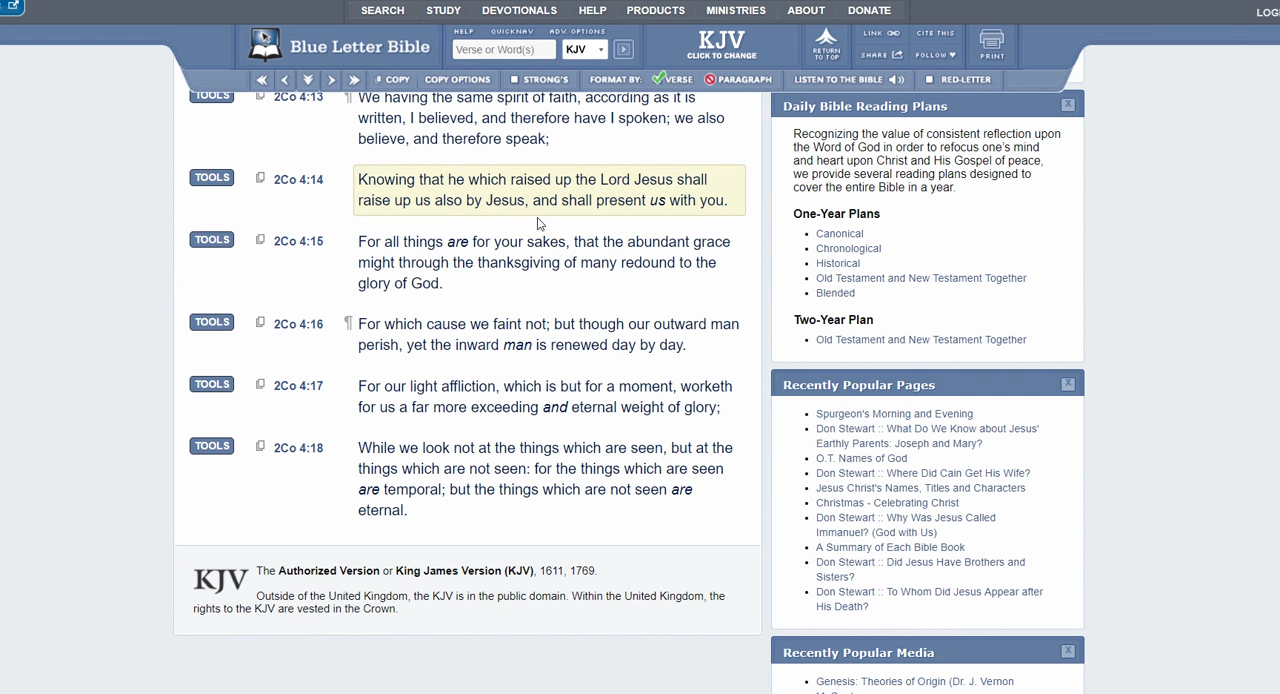 SEARCH STUDY DEVOTIONALS HELP PRODUCTS MINISTRIES ABOUT DONATE
Blue Letter Bible
HELP QUICKNAV ADV. OPTIONS
Verse or Word(s) KJV
KJV
CLICK TO CHANGE
RETURN
TO TOP
LINK CITE THIS
SHARE FOLLOW
PRINT
COPY COPY OPTIONS STRONG'S FORMAT BY: VERSE PARAGRAPH LISTEN TO THE BIBLE RED-LETTER
TOOLS 2Co 4:13 ¶ We having the same spirit of faith, according as it is
written, I believed, and therefore have I spoken; we also
believe, and therefore speak;
TOOLS 2Co 4:14 Knowing that he which raised up the Lord Jesus shall
raise up us also by Jesus, and shall present us with you.
TOOLS 2Co 4:15 For all things are for your sakes, that the abundant grace
might through the thanksgiving of many redound to the
glory of God.
TOOLS 2Co 4:16 ¶ For which cause we faint not; but though our outward man
perish, yet the inward man is renewed day by day.
TOOLS 2Co 4:17 For our light affliction, which is but for a moment, worketh
for us a far more exceeding and eternal weight of glory;
TOOLS 2Co 4:18 While we look not at the things which are seen, but at the
things which are not seen: for the things which are seen
are temporal; but the things which are not seen are
eternal.
KJV
The Authorized Version or King James Version (KJV), 1611, 1769.
Outside of the United Kingdom, the KJV is in the public domain. Within the United Kingdom, the
rights to the KJV are vested in the Crown.
Daily Bible Reading Plans X
Recognizing the value of consistent reflection upon
the Word of God in order to refocus one's mind
and heart upon Christ and His Gospel of peace,
we provide several reading plans designed to
cover the entire Bible in a year.
One-Year Plans
• Canonical
• Chronological
• Historical
• Old Testament and New Testament Together
• Blended
Two-Year Plan
• Old Testament and New Testament Together
Recently Popular Pages X
• Spurgeon's Morning and Evening
• Don Stewart :: What Do We Know about Jesus'
Earthly Parents: Joseph and Mary?
• O.T. Names of God
• Don Stewart :: Where Did Cain Get His Wife?
• Jesus Christ's Names, Titles and Characters
• Christmas - Celebrating Christ
• Don Stewart :: Why Was Jesus Called
Immanuel? (God with Us)
• A Summary of Each Bible Book
• Don Stewart :: Did Jesus Have Brothers and
Sisters?
• Don Stewart :: To Whom Did Jesus Appear after
His Death?
Recently Popular Media X
• Genesis: Theories of Origin (Dr. J. Vernon